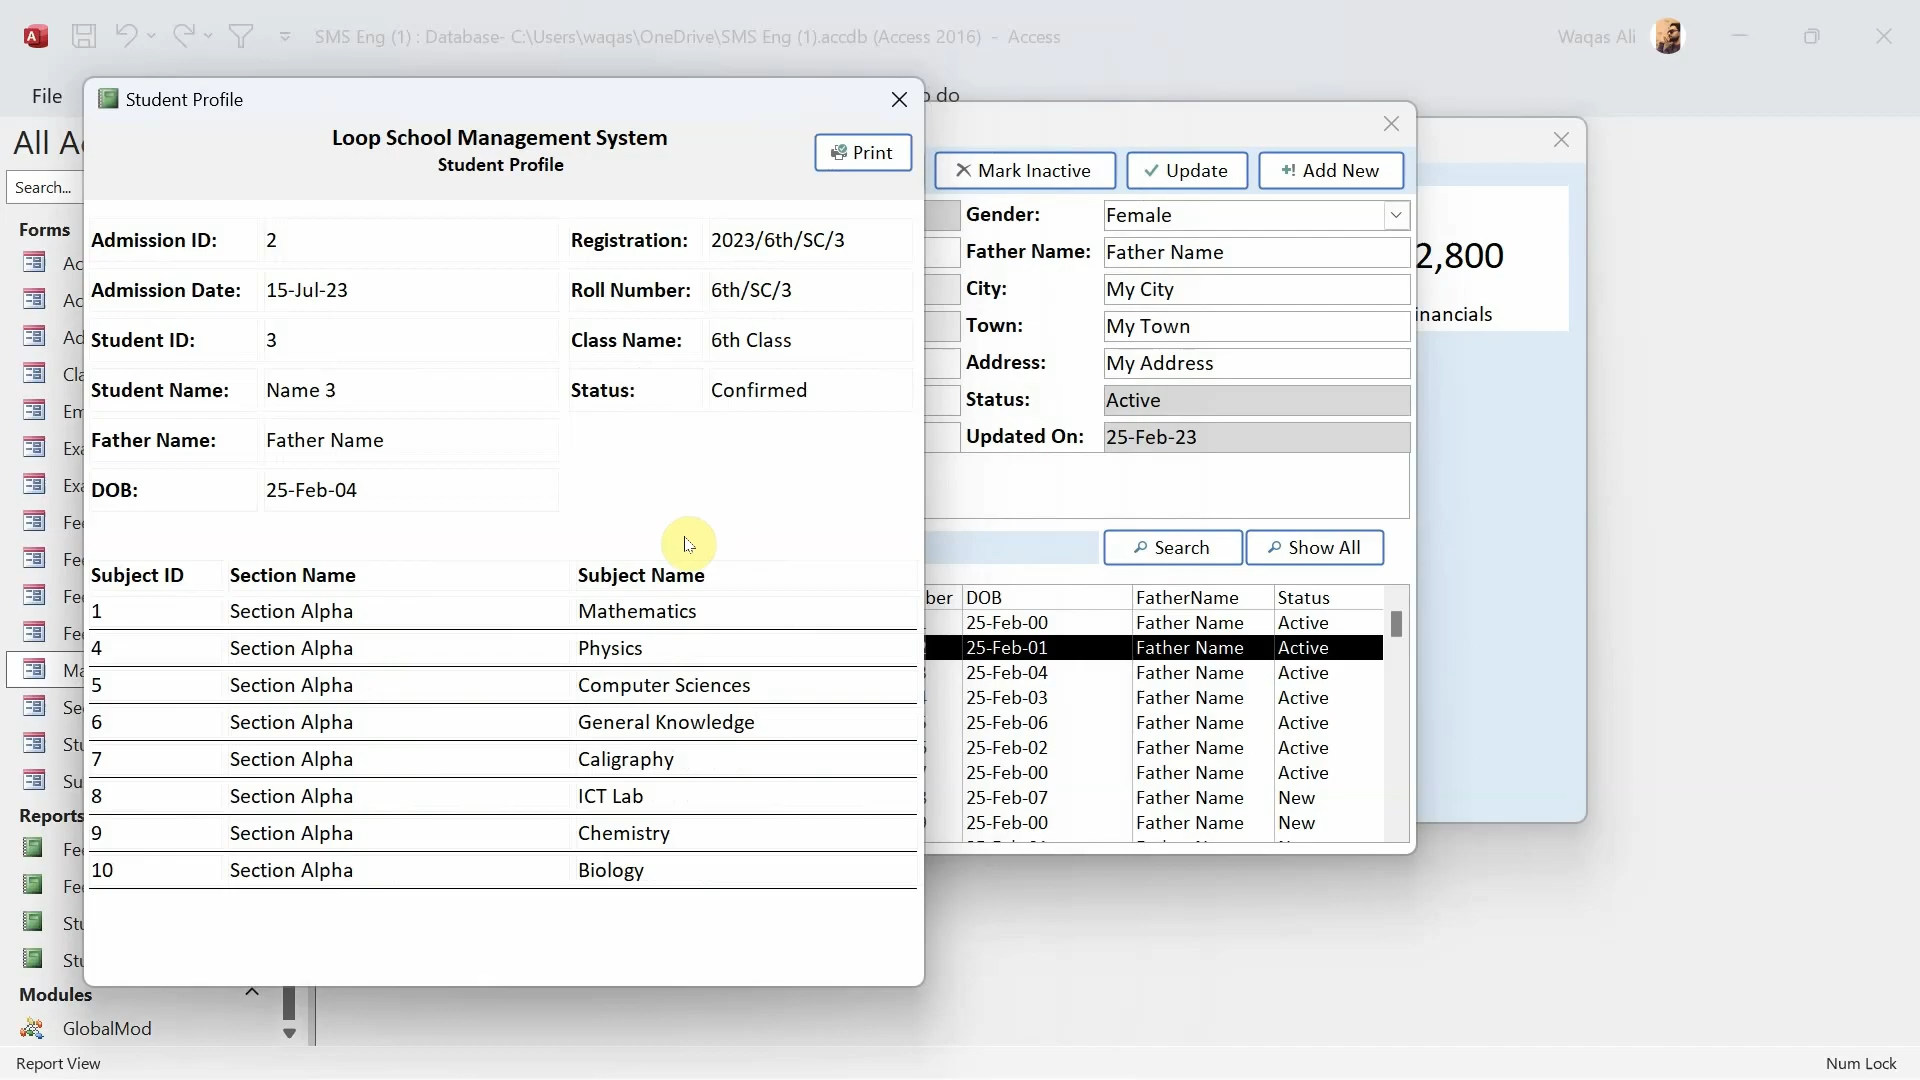 SMS Eng (1) : Database- C:\Users\waqas\OneDrive\SMS Eng (1).accdb (Access 2016) - Access
Waqas Ali
File
do
All A
Search...
Forms
Reports
Modules
GlobalMod
Student Profile
Loop School Management System
Student Profile
Print
Admission ID: 2 Registration: 2023/6th/SC/3
Admission Date: 15-Jul-23 Roll Number: 6th/SC/3
Student ID: 3 Class Name: 6th Class
Student Name: Name 3 Status: Confirmed
Father Name: Father Name
DOB: 25-Feb-04
Subject ID Section Name Subject Name
1 Section Alpha Mathematics
4 Section Alpha Physics
5 Section Alpha Computer Sciences
6 Section Alpha General Knowledge
7 Section Alpha Caligraphy
8 Section Alpha ICT Lab
9 Section Alpha Chemistry
10 Section Alpha Biology
Mark Inactive Update Add New
Gender: Female
Father Name: Father Name
City: My City
Town: My Town
Address: My Address
Status: Active
Updated On: 25-Feb-23
Search Show All
ber DOB FatherName Status
25-Feb-00 Father Name Active
25-Feb-01 Father Name Active
25-Feb-04 Father Name Active
25-Feb-03 Father Name Active
25-Feb-06 Father Name Active
25-Feb-02 Father Name Active
25-Feb-00 Father Name Active
25-Feb-07 Father Name New
25-Feb-00 Father Name New
2,800
inancials
Report View
Num Lock